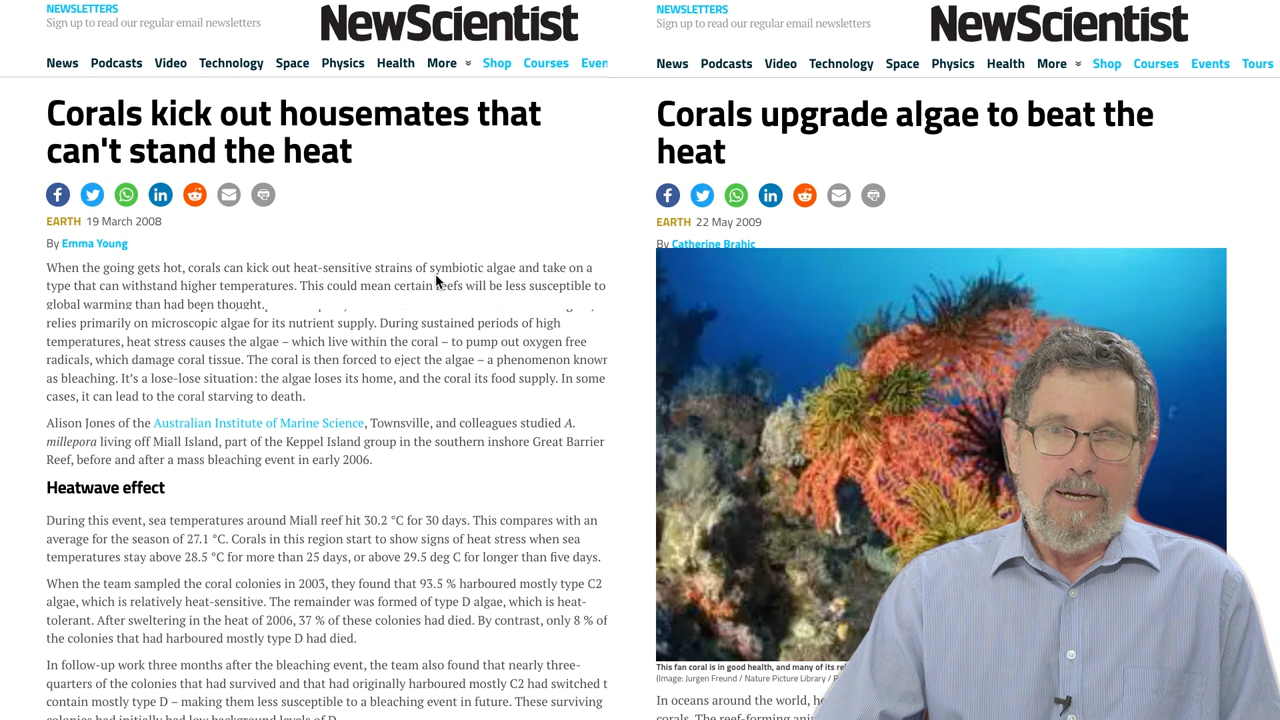 NEWSLETTERS
Sign up to read our regular email newsletters
NewScientist
News Podcasts Video Technology Space Physics Health More Shop Courses
Corals kick out housemates that
can't stand the heat
EARTH 19 March 2008
By Emma Young
When the going gets hot, corals can kick out heat-sensitive strains of symbiotic algae and take on a
type that can withstand higher temperatures. This could mean certain reefs will be less susceptible to
global warming than had been thought.
relies primarily on microscopic algae for its nutrient supply. During sustained periods of high
temperatures, heat stress causes the algae – which live within the coral – to pump out oxygen free
radicals, which damage coral tissue. The coral is then forced to eject the algae – a phenomenon known
as bleaching. It's a lose-lose situation: the algae loses its home, and the coral its food supply. In some
cases, it can lead to the coral starving to death.
Alison Jones of the Australian Institute of Marine Science, Townsville, and colleagues studied A.
millepora living off Miall Island, part of the Keppel Island group in the southern inshore Great Barrier
Reef, before and after a mass bleaching event in early 2006.
Heatwave effect
During this event, sea temperatures around Miall reef hit 30.2 °C for 30 days. This compares with an
average for the season of 27.1 °C. Corals in this region start to show signs of heat stress when sea
temperatures stay above 28.5 °C for more than 25 days, or above 29.5 deg C for longer than five days.
When the team sampled the coral colonies in 2003, they found that 93.5 % harboured mostly type C2
algae, which is relatively heat-sensitive. The remainder was formed of type D algae, which is heat-
tolerant. After sweltering in the heat of 2006, 37 % of these colonies had died. By contrast, only 8 % of
the colonies that had harboured mostly type D had died.
In follow-up work three months after the bleaching event, the team also found that nearly three-
quarters of the colonies that had survived and that had originally harboured mostly C2 had switched t
contain mostly type D – making them less susceptible to a bleaching event in future. These surviving
colonies had initially had low background levels of D.
NEWSLETTERS
Sign up to read our regular email newsletters
NewScientist
News Podcasts Video Technology Space Physics Health More Shop Courses Events Tours
Corals upgrade algae to beat the
heat
EARTH 22 May 2009
By Catherine Brahic
This fan coral is in good health, and many of its
(Image: Jurgen Freund / Nature Picture Library /
In oceans around the world,
corals. The reef-forming